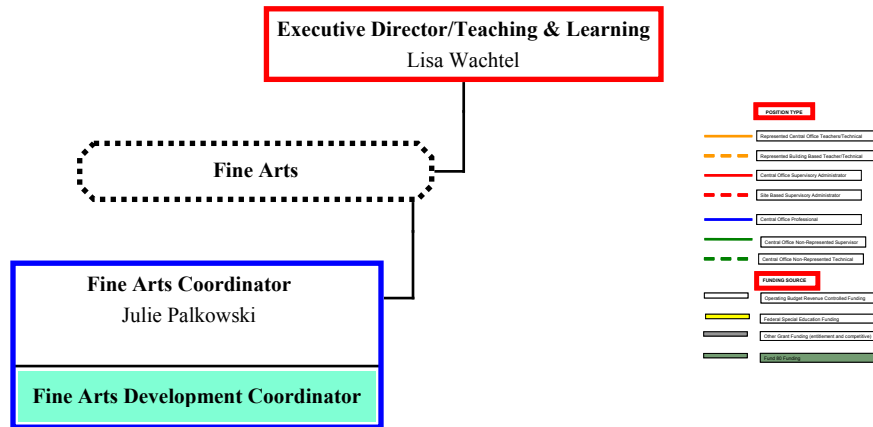 Executive Director/Teaching & Learning
Lisa Wachtel
Fine Arts
Fine Arts Coordinator
Julie Palkowski
Fine Arts Development Coordinator
POSITION TYPE
Represented Central Office Teachers/Technical
Represented Building Based Teacher/Technical
Central Office Supervisory Administrator
Site Based Supervisory Administrator
Central Office Professional
Central Office Non-Represented Supervisor
Central Office Non-Represented Technical
FUNDING SOURCE
Operating Budget Revenue Controlled Funding
Federal Special Education Funding
Other Grant Funding (entitlement and competitive)
Fund 80 Funding